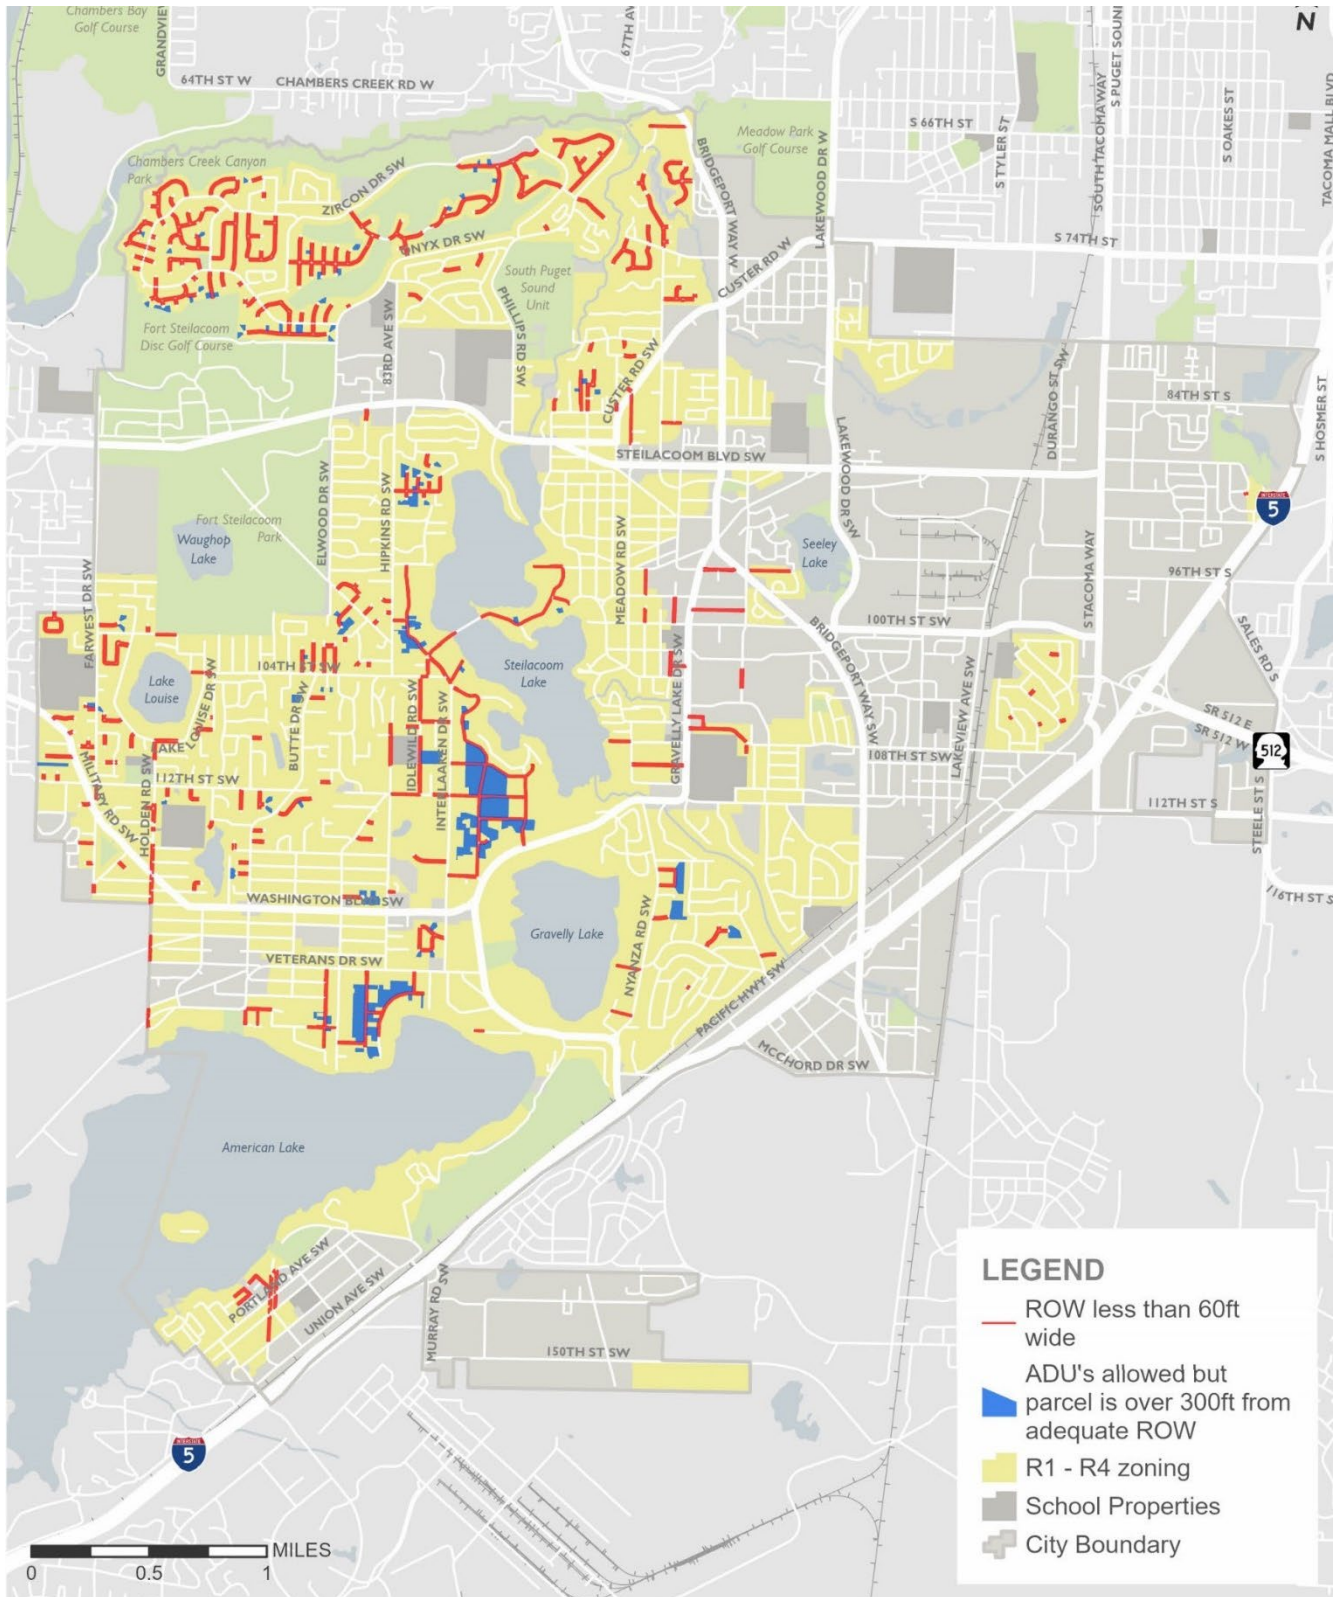 Chambers Bay
Golf Course
GRANDVIEW
67TH AV
S PUGET SOUN
N
64TH ST W
CHAMBERS CREEK RD W
S 66TH ST
S TYLER ST
SOUTH TACOMA WAY
S OAKES ST
TACOMA MALL BLVD
Meadow Park
Golf Course
BRIDGEPORT WAY W
LAKEWOOD DR W
Chambers Creek Canyon
Park
ZIRCON DR SW
ONYX DR SW
S 74TH ST
CUSTER RD W
South Puget
Sound
Unit
PHILLIPS RD SW
Fort Steilacoom
Disc Golf Course
83RD AVE SW
CUSTER RD SW
DURANGO ST SW
84TH ST S
S HOSMER ST
STEILACOOM BLVD SW
LAKEWOOD DR SW
ELWOOD DR SW
HIPKINS RD SW
Fort Steilacoom
Park
Waughop
Lake
INTERSTATE
5
Seeley
Lake
MEADOW RD SW
S TACOMA WAY
96TH ST S
FARWEST DR SW
100TH ST SW
BRIDGEPORT WAY SW
SALES RD S
104TH ST SW
Lake
Louise
LOUISE DR SW
LAKE
BUTTE DR SW
IDLEWILD RD SW
INTERLAAKEN DR SW
Steilacoom
Lake
GRAVELLY LAKE DR SW
LAKEVIEW AVE SW
SR 512 E
SR 512 W
512
108TH ST SW
MILITARY RD SW
HOLDEN RD SW
112TH ST SW
112TH ST S
STEELE ST S
116TH ST S
WASHINGTON BLVD SW
Gravelly Lake
NYANZA RD SW
VETERANS DR SW
PACIFIC HWY SW
MCCHORD DR SW
American Lake
PORTLAND AVE SW
UNION AVE SW
MURRAY RD SW
150TH ST SW
INTERSTATE
5
LEGEND
ROW less than 60ft
wide
ADU's allowed but
parcel is over 300ft from
adequate ROW
R1 - R4 zoning
School Properties
City Boundary
MILES
0 0.5 1